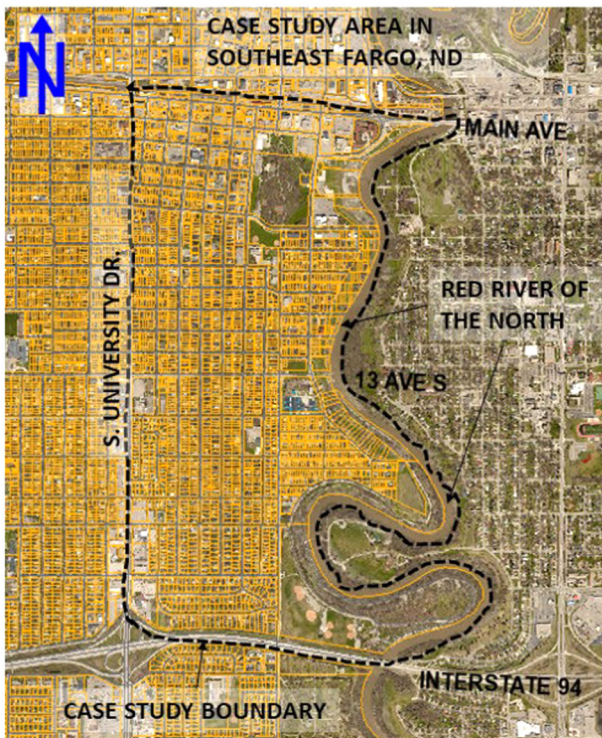 CASE STUDY AREA IN
SOUTHEAST FARGO, ND
N
MAIN AVE
RED RIVER OF
THE NORTH
13 AVE S
S. UNIVERSITY DR.
INTERSTATE 94
CASE STUDY BOUNDARY